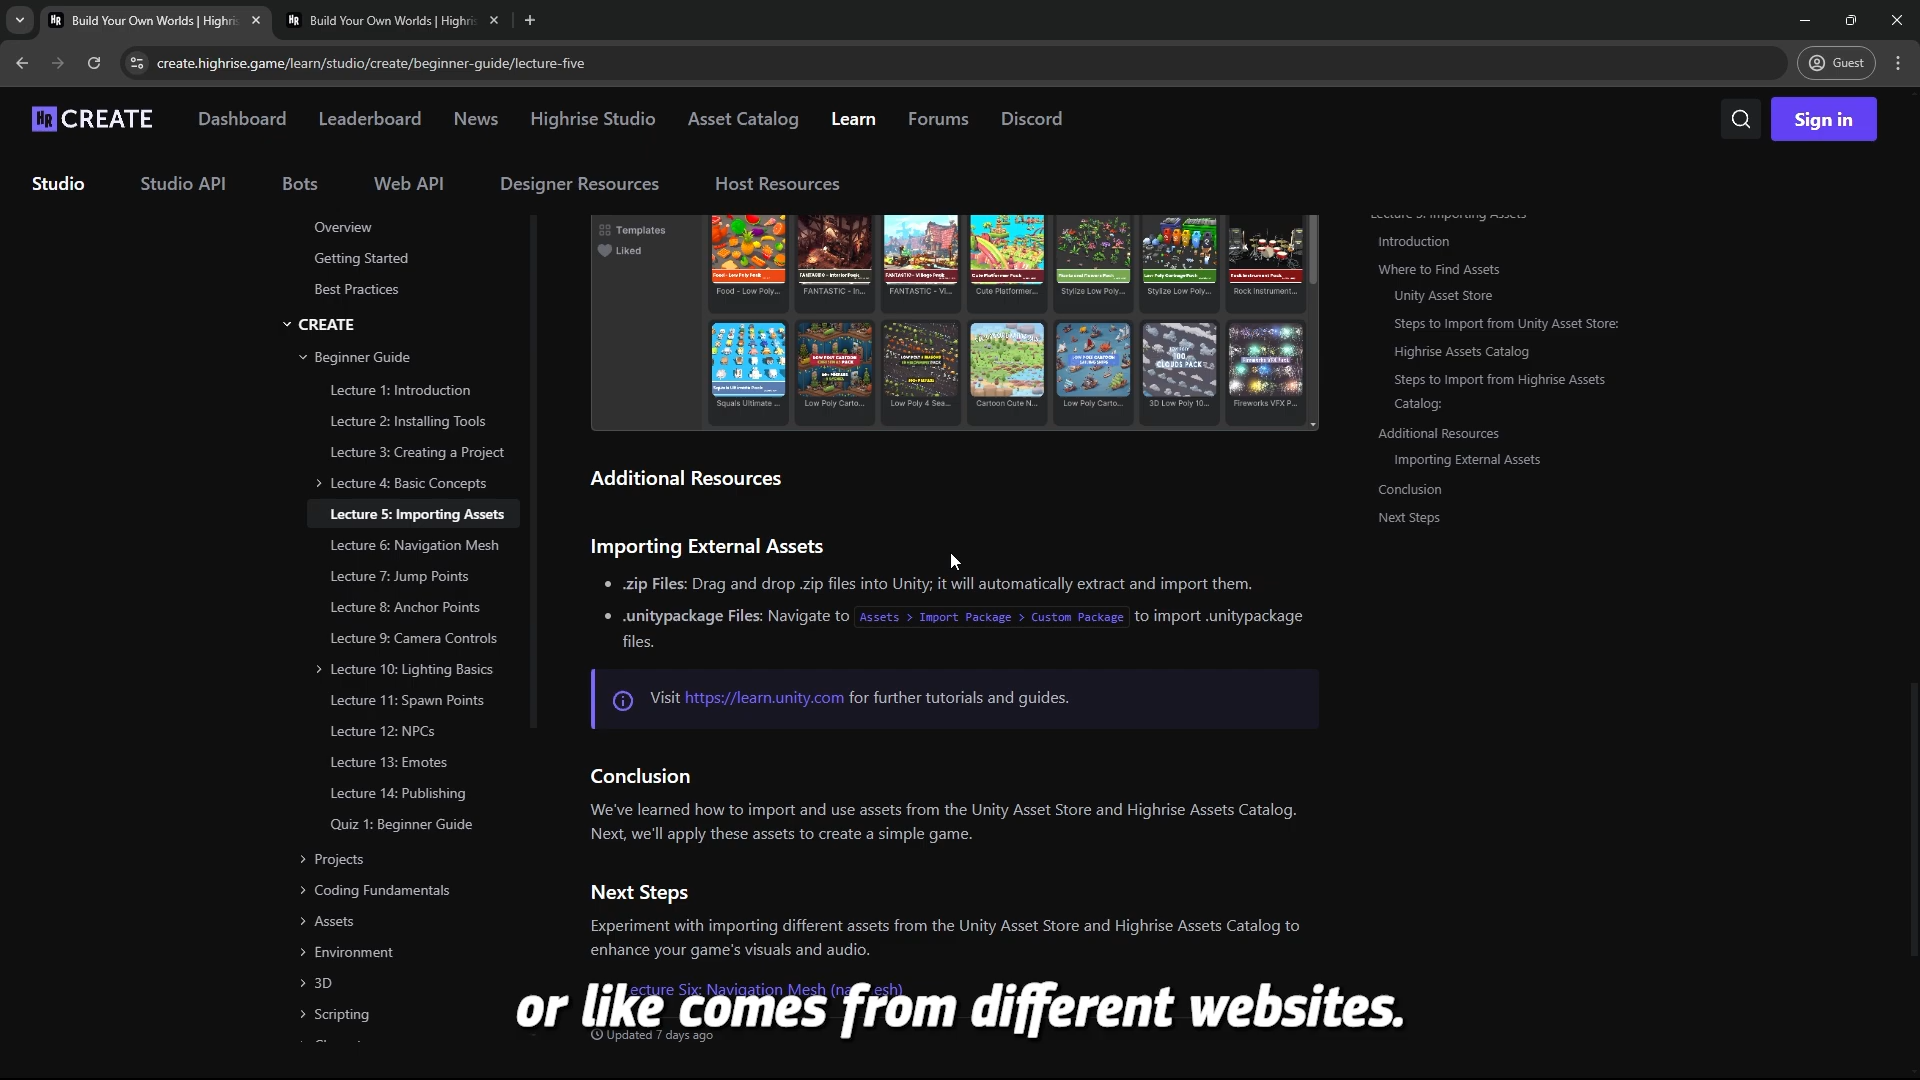 Build Your Own Worlds | Highris
Build Your Own Worlds | Highris
create.highrise.game/learn/studio/create/beginner-guide/lecture-five
Guest
HR CREATE
Dashboard
Leaderboard
News
Highrise Studio
Asset Catalog
Learn
Forums
Discord
Sign in
Studio
Studio API
Bots
Web API
Designer Resources
Host Resources
Overview
Getting Started
Best Practices
CREATE
Beginner Guide
Lecture 1: Introduction
Lecture 2: Installing Tools
Lecture 3: Creating a Project
Lecture 4: Basic Concepts
Lecture 5: Importing Assets
Lecture 6: Navigation Mesh
Lecture 7: Jump Points
Lecture 8: Anchor Points
Lecture 9: Camera Controls
Lecture 10: Lighting Basics
Lecture 11: Spawn Points
Lecture 12: NPCs
Lecture 13: Emotes
Lecture 14: Publishing
Quiz 1: Beginner Guide
Projects
Coding Fundamentals
Assets
Environment
3D
Scripting
Templates
Liked
Food - Low Poly...
FANTASTIC - In...
FANTASTIC - Vi...
Cute Platformer...
Stylize Low Poly...
Stylize Low Poly...
Rock Instrument...
Squals Ultimate ...
Low Poly Carto...
Low Poly 4 Sea...
Cartoon Cute N...
Low Poly Carto...
3D Low Poly 10...
Fireworks VFX P...
Additional Resources
Importing External Assets
.zip Files: Drag and drop .zip files into Unity; it will automatically extract and import them.
.unitypackage Files: Navigate to Assets > Import Package > Custom Package to import .unitypackage
files.
Visit https://learn.unity.com for further tutorials and guides.
Conclusion
We've learned how to import and use assets from the Unity Asset Store and Highrise Assets Catalog.
Next, we'll apply these assets to create a simple game.
Next Steps
Experiment with importing different assets from the Unity Asset Store and Highrise Assets Catalog to
enhance your game's visuals and audio.
ecture Six: Navigation Mesh (na esh)
or like comes from different websites.
Updated 7 days ago
Lecture 5: Importing Assets
Introduction
Where to Find Assets
Unity Asset Store
Steps to Import from Unity Asset Store:
Highrise Assets Catalog
Steps to Import from Highrise Assets
Catalog:
Additional Resources
Importing External Assets
Conclusion
Next Steps